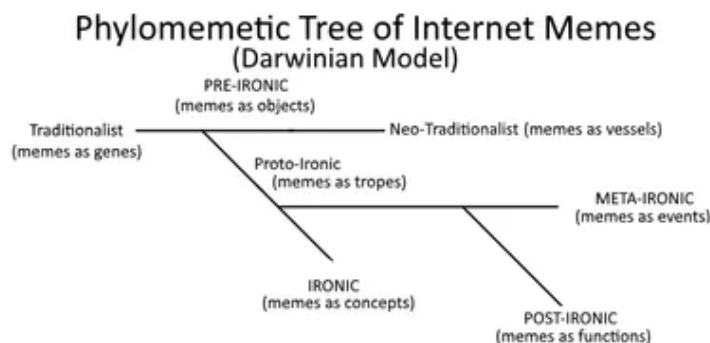 Phylomemetic Tree of Internet Memes
(Darwinian Model)
PRE-IRONIC
(memes as objects)
Traditionalist
(memes as genes)
Neo-Traditionalist (memes as vessels)
Proto-Ironic
(memes as tropes)
META-IRONIC
(memes as events)
IRONIC
(memes as concepts)
POST-IRONIC
(memes as functions)